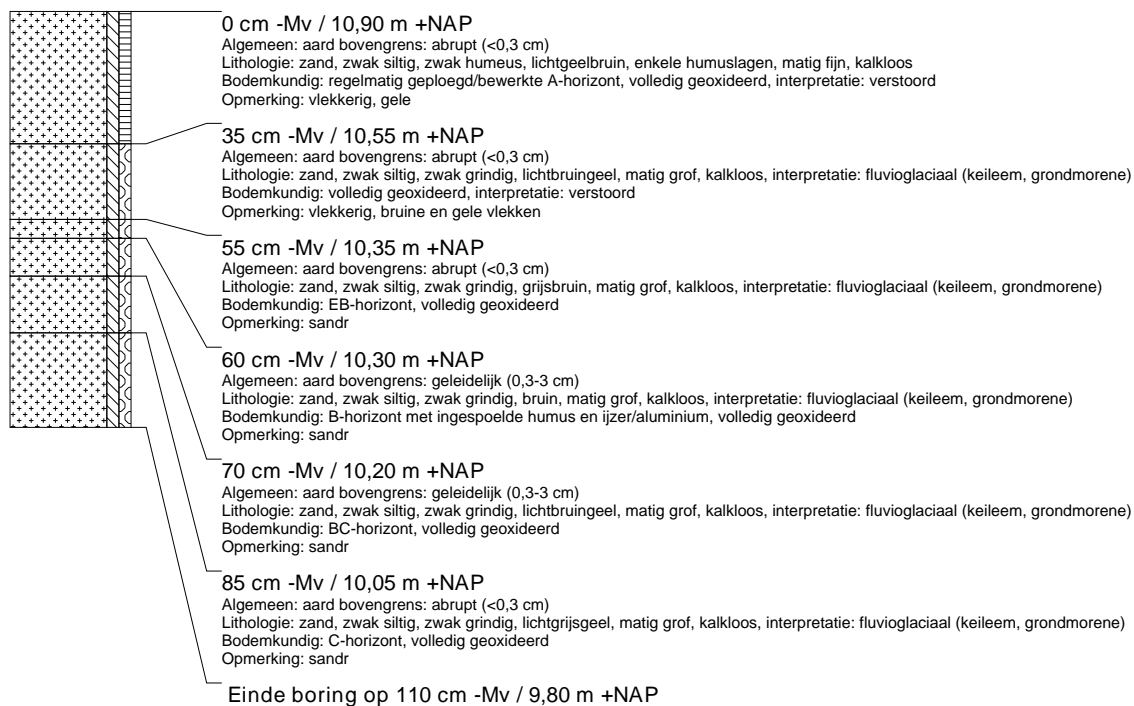 0 cm -Mv / 10,90 m +NAP
Algemeen: aard bovengrens: abrupt (<0,3 cm)
Lithologie: zand, zwak siltig, zwak humeus, lichtgeelbruin, enkele humuslagen, matig fijn, kalkloos
Bodemkundig: regelmatig geploegd/bewerkte A-horizont, volledig geoxideerd, interpretatie: verstoord
Opmerking: vlekkerig, gele
35 cm -Mv / 10,55 m +NAP
Algemeen: aard bovengrens: abrupt (<0,3 cm)
Lithologie: zand, zwak siltig, zwak grindig, lichtbruingeel, matig grof, kalkloos, interpretatie: fluvioglaciaal (keileem, grondmorene)
Bodemkundig: volledig geoxideerd, interpretatie: verstoord
Opmerking: vlekkerig, bruine en gele vlekken
55 cm -Mv / 10,35 m +NAP
Algemeen: aard bovengrens: abrupt (<0,3 cm)
Lithologie: zand, zwak siltig, zwak grindig, grijsbruin, matig grof, kalkloos, interpretatie: fluvioglaciaal (keileem, grondmorene)
Bodemkundig: EB-horizont, volledig geoxideerd
Opmerking: sandr
60 cm -Mv / 10,30 m +NAP
Algemeen: aard bovengrens: geleidelijk (0,3-3 cm)
Lithologie: zand, zwak siltig, zwak grindig, bruin, matig grof, kalkloos, interpretatie: fluvioglaciaal (keileem, grondmorene)
Bodemkundig: B-horizont met ingespoelde humus en ijzer/aluminium, volledig geoxideerd
Opmerking: sandr
70 cm -Mv / 10,20 m +NAP
Algemeen: aard bovengrens: geleidelijk (0,3-3 cm)
Lithologie: zand, zwak siltig, zwak grindig, lichtbruingeel, matig grof, kalkloos, interpretatie: fluvioglaciaal (keileem, grondmorene)
Bodemkundig: BC-horizont, volledig geoxideerd
Opmerking: sandr
85 cm -Mv / 10,05 m +NAP
Algemeen: aard bovengrens: abrupt (<0,3 cm)
Lithologie: zand, zwak siltig, zwak grindig, lichtgrijsgeel, matig grof, kalkloos, interpretatie: fluvioglaciaal (keileem, grondmorene)
Bodemkundig: C-horizont, volledig geoxideerd
Opmerking: sandr
Einde boring op 110 cm -Mv / 9,80 m +NAP